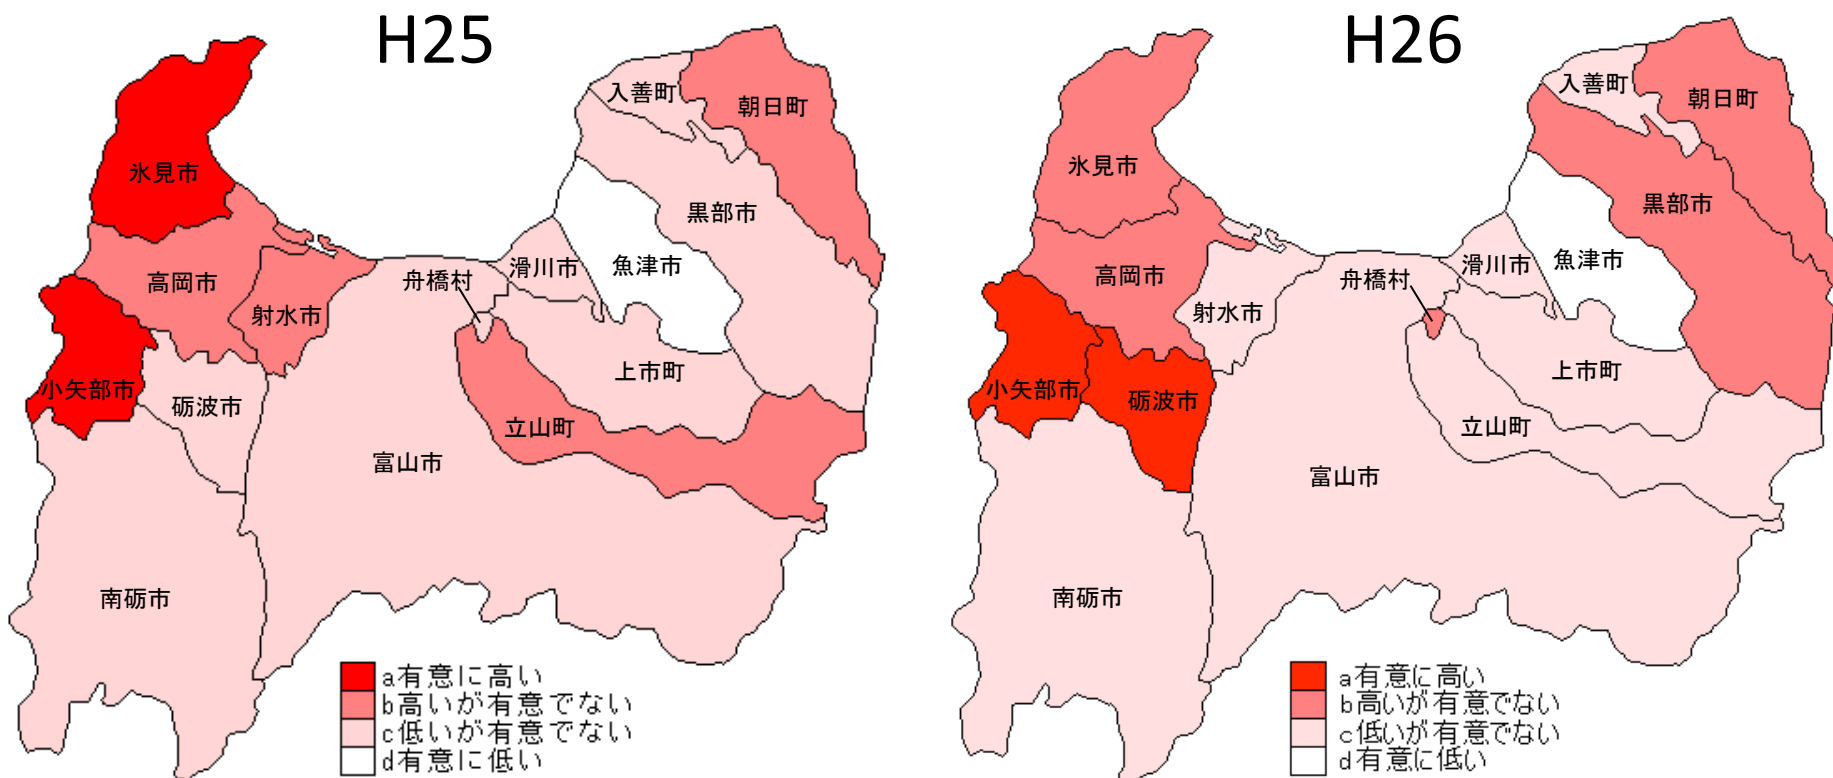 H25
入善町
朝日町
氷見市
黒部市
高岡市
舟橋村
滑川市
魚津市
射水市
小矢部市
砺波市
上市町
立山町
富山市
南砺市
a有意に高い
b高いが有意でない
c低いが有意でない
d有意に低い
H26
入善町
朝日町
氷見市
黒部市
高岡市
舟橋村
滑川市
魚津市
射水市
小矢部市
砺波市
上市町
立山町
富山市
南砺市
a有意に高い
b高いが有意でない
c低いが有意でない
d有意に低い